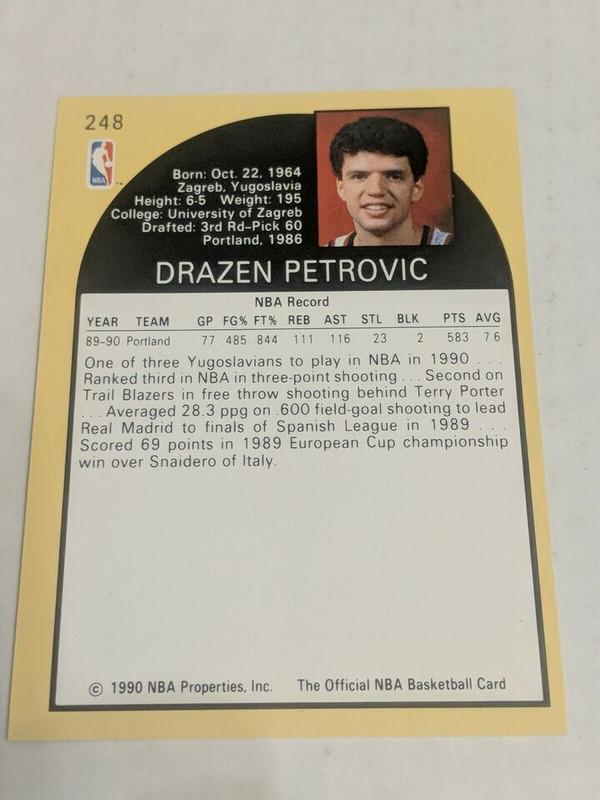 248
NBA
Born: Oct. 22, 1964
Zagreb, Yugoslavia
Height: 6-5 Weight: 195
College: University of Zagreb
Drafted: 3rd Rd-Pick 60
Portland, 1986
DRAZEN PETROVIC
NBA Record
YEAR TEAM GP FG% FT% REB AST STL BLK PTS AVG
89-90 Portland 77 485 844 111 116 23 2 583 7.6
One of three Yugoslavians to play in NBA in 1990 . . .
Ranked third in NBA in three-point shooting . . . Second on
Trail Blazers in free throw shooting behind Terry Porter
. . . Averaged 28.3 ppg on .600 field-goal shooting to lead
Real Madrid to finals of Spanish League in 1989 . . .
Scored 69 points in 1989 European Cup championship
win over Snaidero of Italy.
© 1990 NBA Properties, Inc. The Official NBA Basketball Card